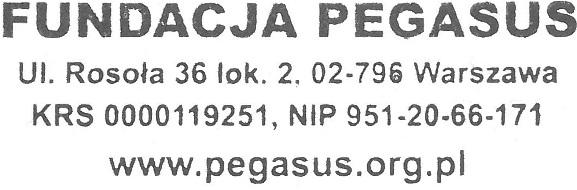 FUNDACJA PEGASUS
Ul. Rosoła 36 lok. 2, 02-796 Warszawa
KRS 0000119251, NIP 951-20-66-171
www.pegasus.org.pl